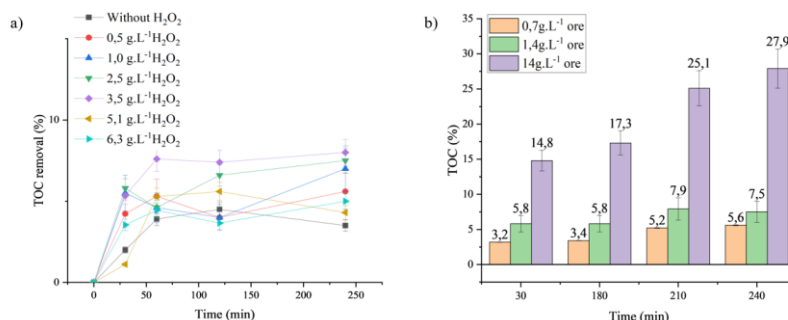 a)
Without H₂O₂
0,5 g.L⁻¹H₂O₂
1,0 g.L⁻¹H₂O₂
2,5 g.L⁻¹H₂O₂
3,5 g.L⁻¹H₂O₂
5,1 g.L⁻¹H₂O₂
6,3 g.L⁻¹H₂O₂
TOC removal (%)
10
0
0 50 100 150 200 250
Time (min)
b)
0,7g.L⁻¹ ore
1,4g.L⁻¹ ore
14g.L⁻¹ ore
TOC (%)
35
30
25
20
15
10
5
0
3,2 5,8 14,8
3,4 5,8 17,3
5,2 7,9 25,1
5,6 7,5 27,9
30 180 210 240
Time (min)